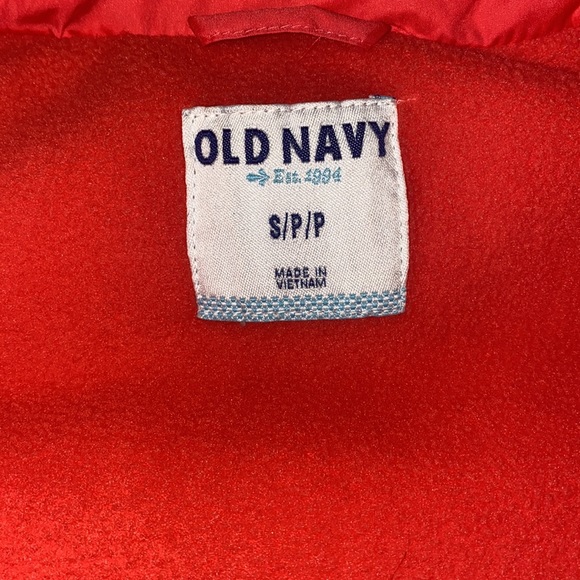 OLD NAVY
Est. 1994
S/P/P
MADE IN
VIETNAM